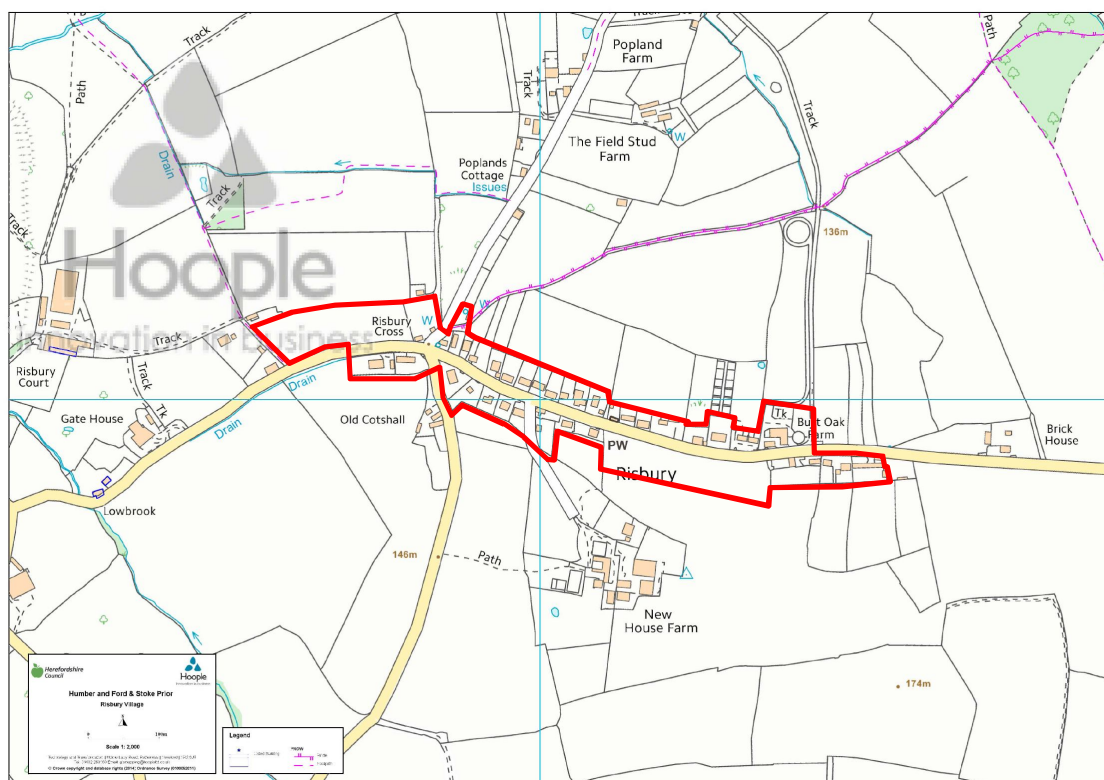 Track
Path
Popland
Farm
Path
Track
Track
W
The Field Stud
Farm
Drain
Poplands
Cottage
Issues
Track
Track
136m
Hoople
innovation in business
W
W
Risbury
Cross
Track
Risbury
Court
Track
Drain
Gate House
Tk
Drain
Old Cotshall
Tk
Butt Oak
Farm
Brick
House
PW
Risbury
Lowbrook
146m
Path
New
House Farm
174m
Herefordshire
Council
Hoople
Humber and Ford & Stoke Prior
Risbury Village
Scale 1: 2,000
© Crown copyright and database rights (2014) Ordnance Survey
Legend